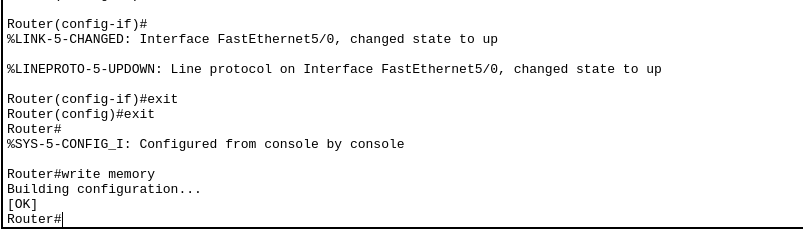 Router(config-if)#
%LINK-5-CHANGED: Interface FastEthernet5/0, changed state to up
%LINEPROTO-5-UPDOWN: Line protocol on Interface FastEthernet5/0, changed state to up
Router(config-if)#exit
Router(config)#exit
Router#
%SYS-5-CONFIG_I: Configured from console by console
Router#write memory
Building configuration...
[OK]
Router#